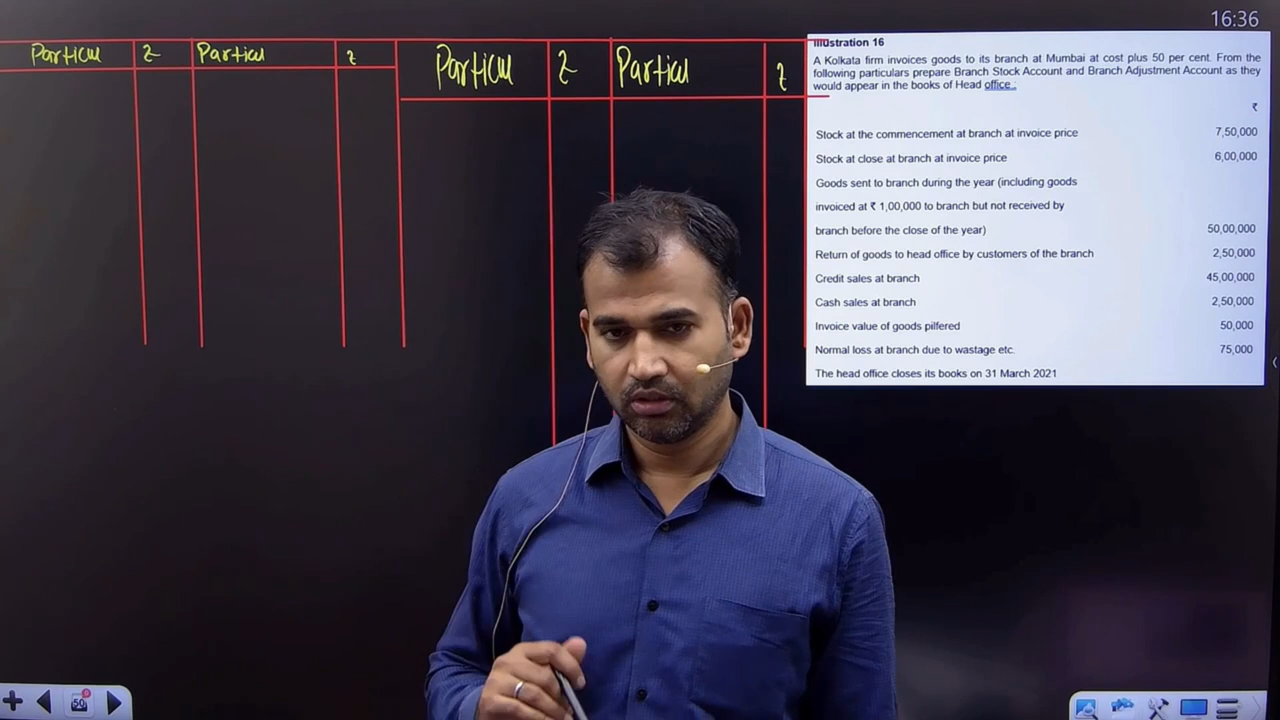 16:36
Particu
₹
Particu
₹
Particu
₹
Particu
₹
Illustration 16
A Kolkata firm invoices goods to its branch at Mumbai at cost plus 50 per cent. From the
following particulars prepare Branch Stock Account and Branch Adjustment Account as they
would appear in the books of Head office :
₹
Stock at the commencement at branch at invoice price 7,50,000
Stock at close at branch at invoice price 6,00,000
Goods sent to branch during the year (including goods
invoiced at ₹ 1,00,000 to branch but not received by
branch before the close of the year) 50,00,000
Return of goods to head office by customers of the branch 2,50,000
Credit sales at branch 45,00,000
Cash sales at branch 2,50,000
Invoice value of goods pilfered 50,000
Normal loss at branch due to wastage etc. 75,000
The head office closes its books on 31 March 2021
50